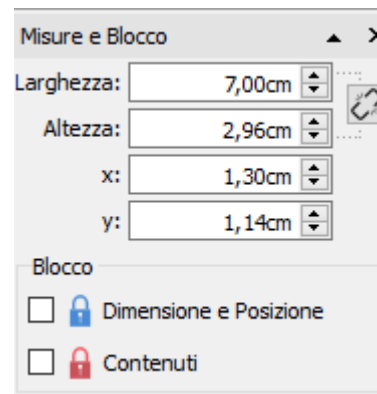 Misure e Blocco
Larghezza: 7,00cm
Altezza: 2,96cm
x: 1,30cm
y: 1,14cm
Blocco
Dimensione e Posizione
Contenuti